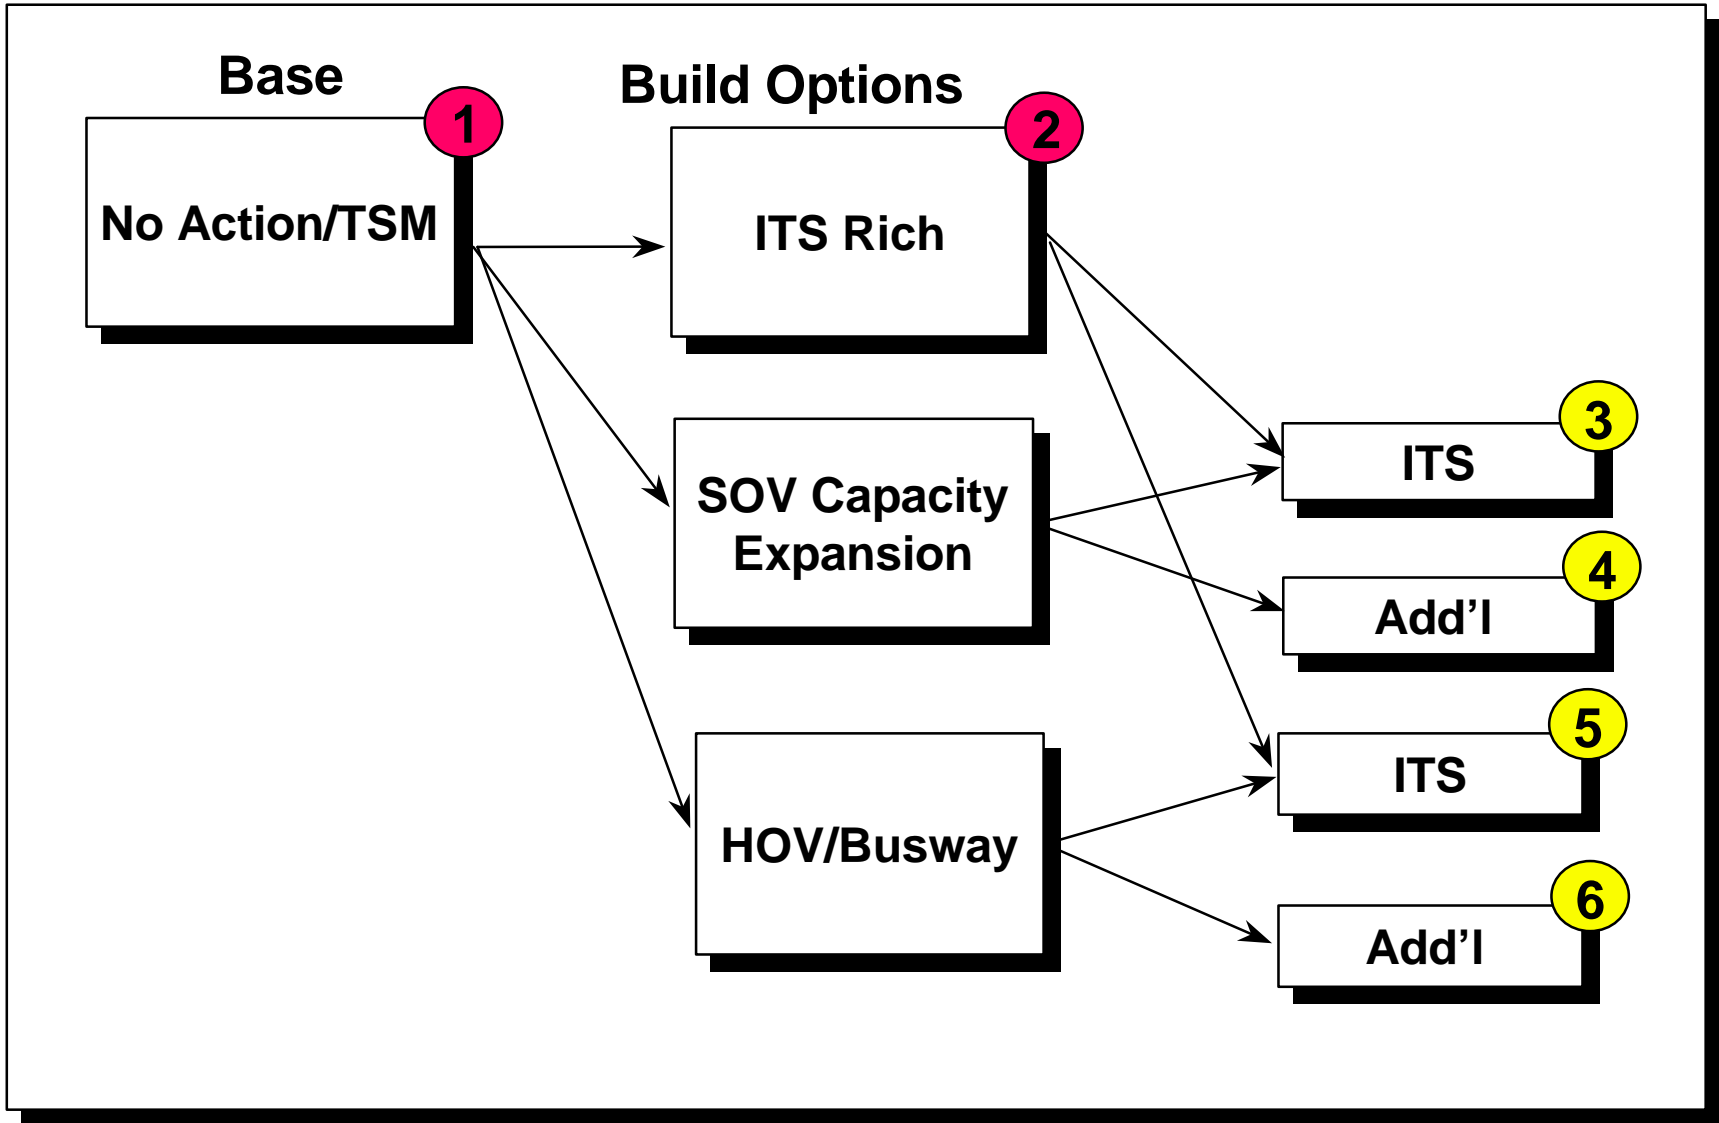 Base
1
No Action/TSM
Build Options
2
ITS Rich
SOV Capacity
Expansion
HOV/Busway
3
ITS
4
Add’l
5
ITS
6
Add’l